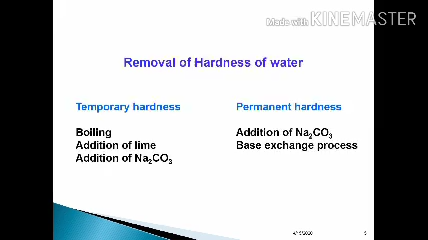 Made with KINEMASTER
Removal of Hardness of water
Temporary hardness
Boiling
Addition of lime
Addition of Na₂CO₃
Permanent hardness
Addition of Na₂CO₃
Base exchange process